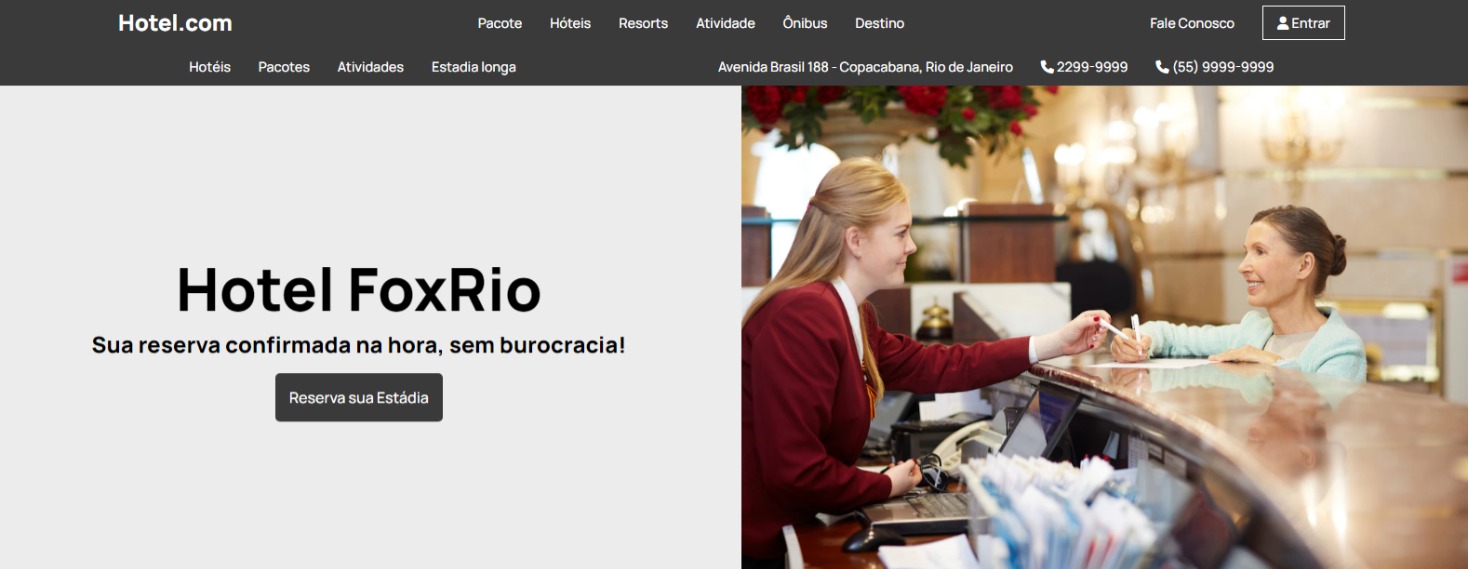 Hotel.com Pacote Hóteis Resorts Atividade Ônibus Destino Fale Conosco Entrar
Hotéis Pacotes Atividades Estadia longa Avenida Brasil 188 - Copacabana, Rio de Janeiro 2299-9999 (55) 9999-9999
Hotel FoxRio
Sua reserva confirmada na hora, sem burocracia!
Reserva sua Estádia